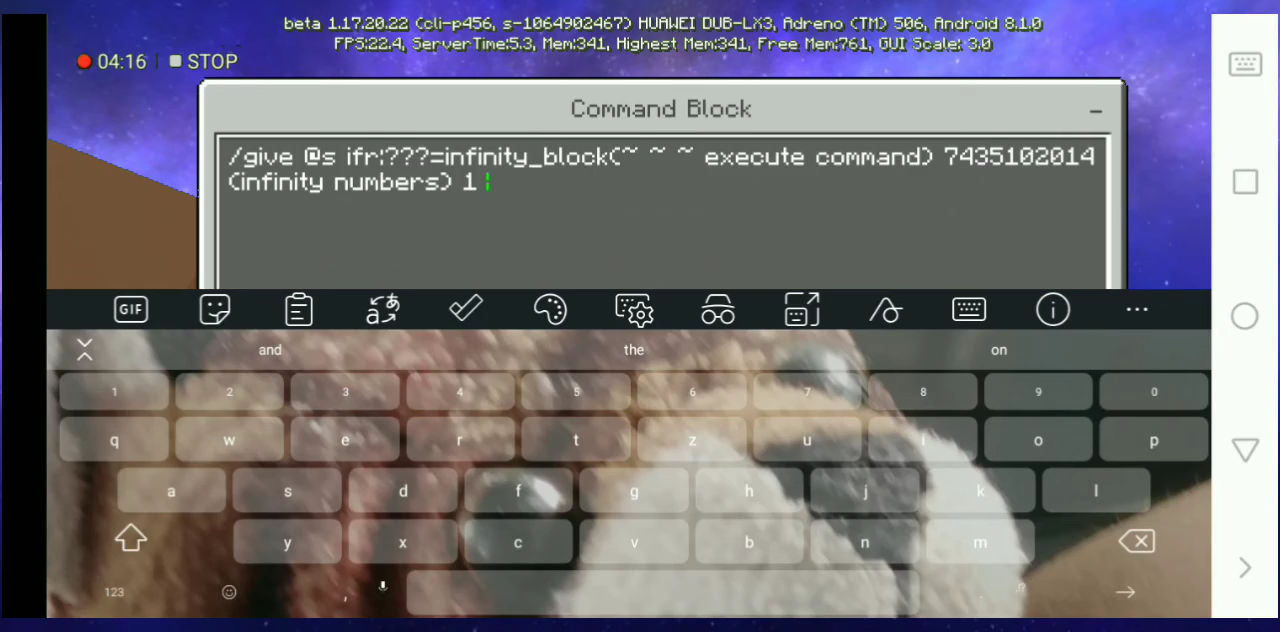 beta 1.17.20.22 (cli-p456, s-1064902467) HUAWEI DUB-LX3, Adreno (TM) 506, Android 8.1.0
FPS:22.4, ServerTime:5.3, Mem:341, Highest Mem:341, Free Mem:761, GUI Scale: 3.0
04:16 STOP
Command Block
/give @s ifr:???=infinity_block(~ ~ ~ execute command) 7435102014
(infinity numbers) 1
GIF
and the on
1 2 3 4 5 6 7 8 9 0
q w e r t z u i o p
a s d f g h j k l
y x c v b n m
123 , .